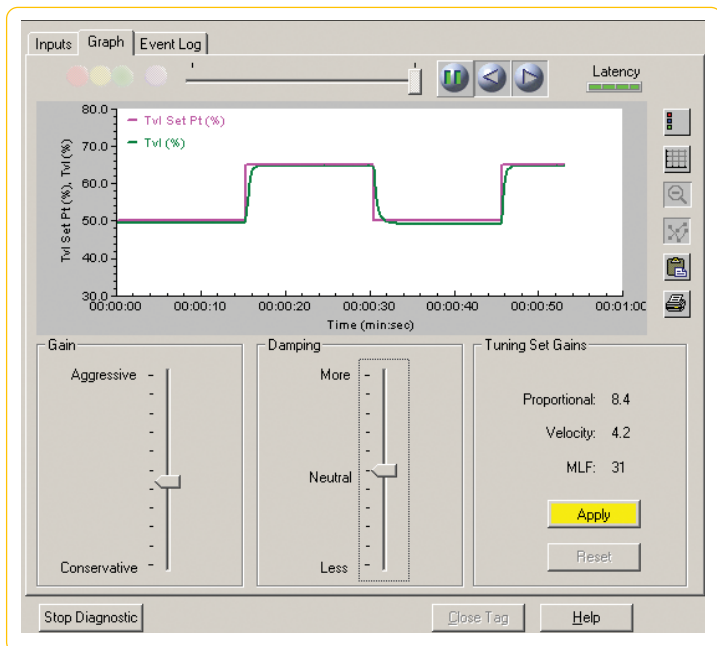 Inputs Graph Event Log
Latency
80.0
70.0
60.0
50.0
40.0
30.0
Tvl Set Pt (%), Tvl (%)
Tvl Set Pt (%)
Tvl (%)
00:00:00 00:00:10 00:00:20 00:00:30 00:00:40 00:00:50 00:01:00
Time (min:sec)
Gain
Aggressive
Conservative
Damping
More
Neutral
Less
Tuning Set Gains
Proportional: 8.4
Velocity: 4.2
MLF: 31
Apply
Reset
Stop Diagnostic Close Tag Help